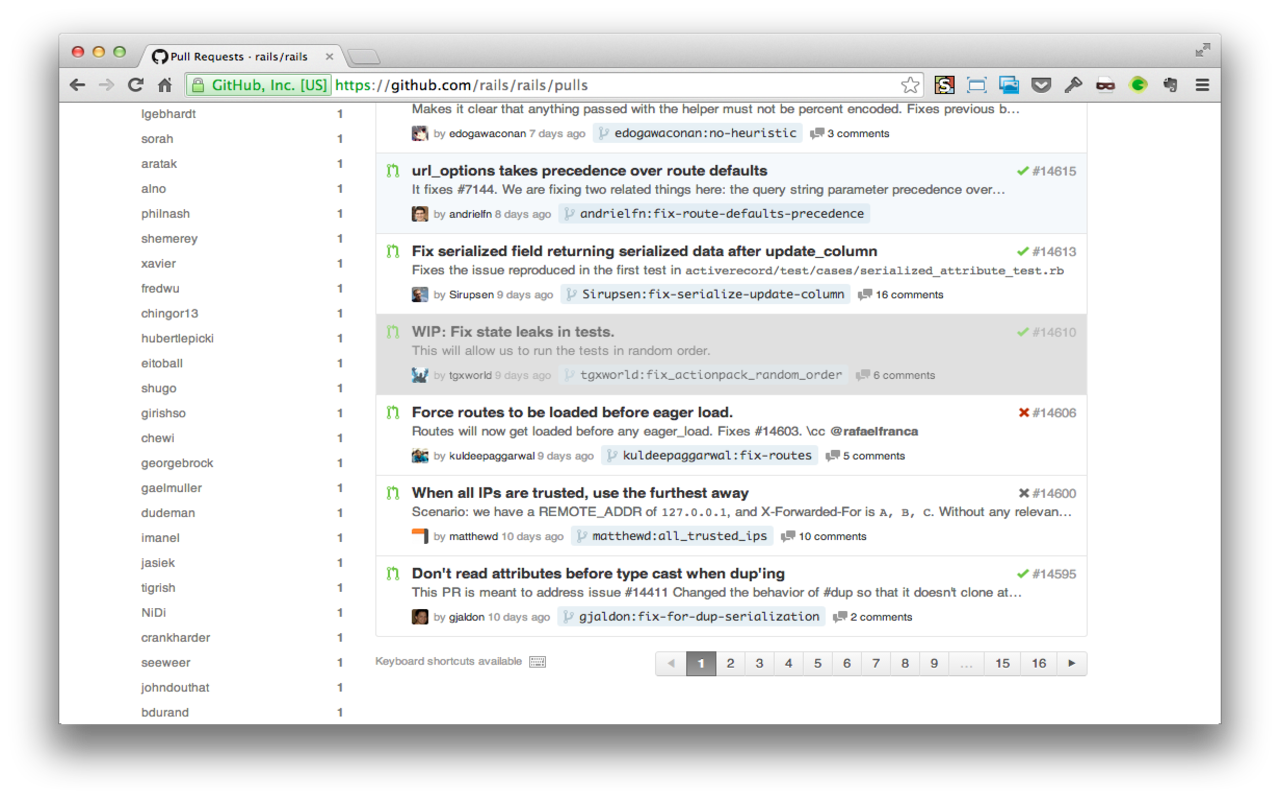 Pull Requests · rails/rails
GitHub, Inc. [US] https://github.com/rails/rails/pulls
lgebhardt 1
sorah 1
aratak 1
alno 1
philnash 1
shemerey 1
xavier 1
fredwu 1
chingor13 1
hubertlepicki 1
eitoball 1
shugo 1
girishso 1
chewi 1
georgebrock 1
gaelmuller 1
dudeman 1
imanel 1
jasiek 1
tigrish 1
NiDi 1
crankharder 1
seeweer 1
johndouthat 1
bdurand 1
Makes it clear that anything passed with the helper must not be percent encoded. Fixes previous b…
by edogawaconan 7 days ago edogawaconan:no-heuristic 3 comments
url_options takes precedence over route defaults #14615
It fixes #7144. We are fixing two related things here: the query string parameter precedence over…
by andrielfn 8 days ago andrielfn:fix-route-defaults-precedence
Fix serialized field returning serialized data after update_column #14613
Fixes the issue reproduced in the first test in activerecord/test/cases/serialized_attribute_test.rb
by Sirupsen 9 days ago Sirupsen:fix-serialize-update-column 16 comments
WIP: Fix state leaks in tests. #14610
This will allow us to run the tests in random order.
by tgxworld 9 days ago tgxworld:fix_actionpack_random_order 6 comments
Force routes to be loaded before eager load. #14606
Routes will now get loaded before any eager_load. Fixes #14603. \cc @rafaelfranca
by kuldeepaggarwal 9 days ago kuldeepaggarwal:fix-routes 5 comments
When all IPs are trusted, use the furthest away #14600
Scenario: we have a REMOTE_ADDR of 127.0.0.1, and X-Forwarded-For is A, B, C. Without any relevan…
by matthewd 10 days ago matthewd:all_trusted_ips 10 comments
Don't read attributes before type cast when dup'ing #14595
This PR is meant to address issue #14411 Changed the behavior of #dup so that it doesn't clone at…
by gjaldon 10 days ago gjaldon:fix-for-dup-serialization 2 comments
Keyboard shortcuts available
1 2 3 4 5 6 7 8 9 … 15 16